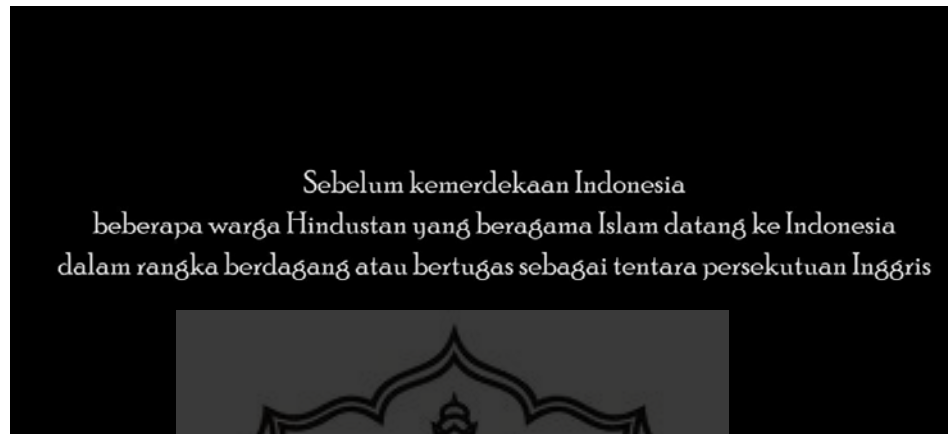 Sebelum kemerdekaan Indonesia
beberapa warga Hindustan yang beragama Islam datang ke Indonesia
dalam rangka berdagang atau bertugas sebagai tentara persekutuan Inggris